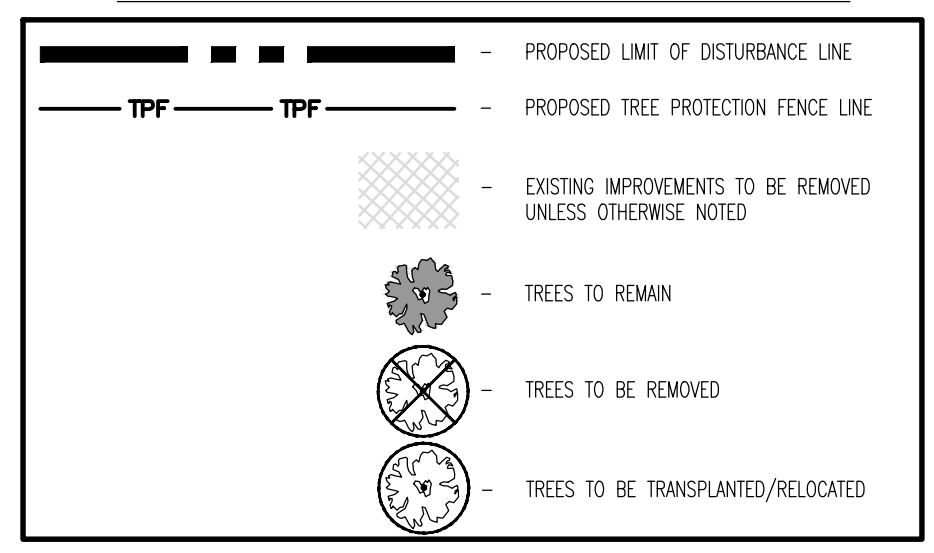 - PROPOSED LIMIT OF DISTURBANCE LINE
TPF TPF - PROPOSED TREE PROTECTION FENCE LINE
- EXISTING IMPROVEMENTS TO BE REMOVED
UNLESS OTHERWISE NOTED
- TREES TO REMAIN
- TREES TO BE REMOVED
- TREES TO BE TRANSPLANTED/RELOCATED